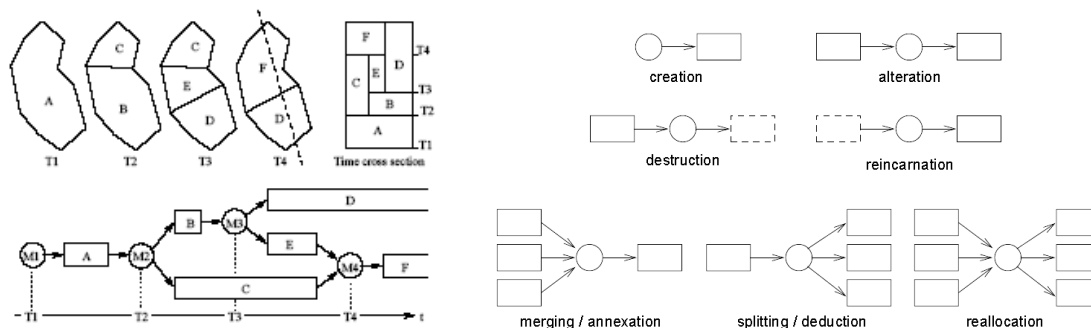 A
T1
C
B
T2
C
E
D
T3
F
D
T4
F
C
E
D
B
A
T4
T3
T2
T1
Time cross section
M1
A
M2
B
M3
D
E
C
M4
F
T1
T2
T3
T4
t
creation
alteration
destruction
reincarnation
merging / annexation
splitting / deduction
reallocation